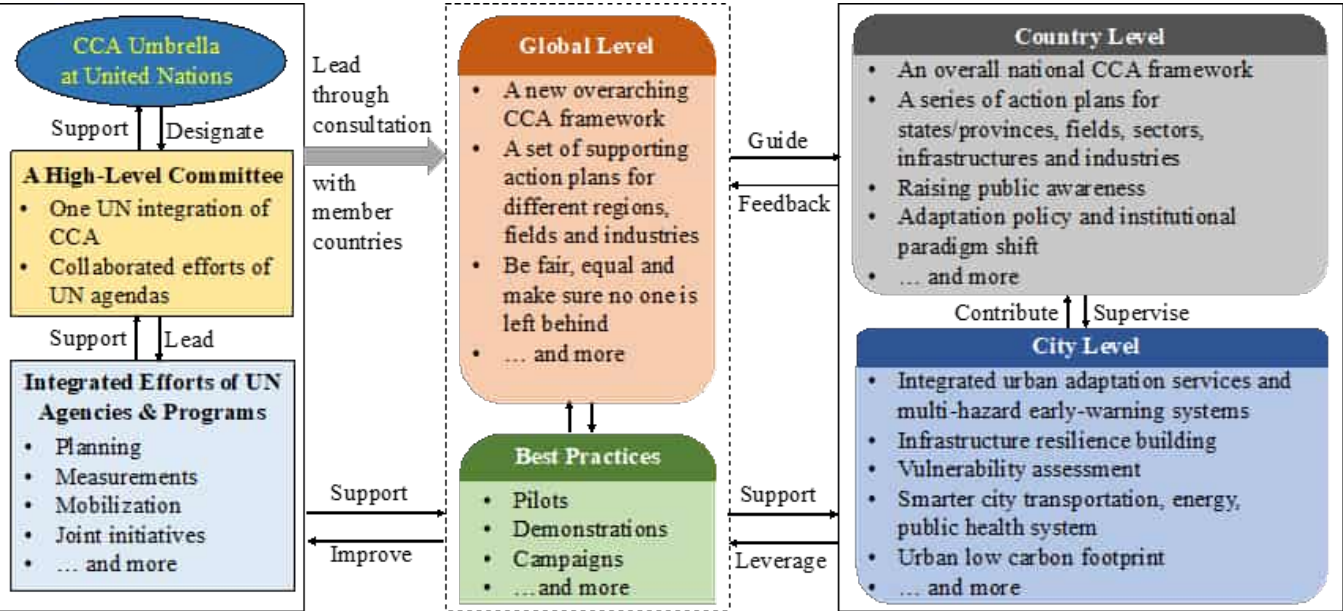 CCA Umbrella
at United Nations
Support
Designate
A High-Level Committee
• One UN integration of
CCA
• Collaborated efforts of
UN agendas
Support
Lead
Integrated Efforts of UN
Agencies & Programs
• Planning
• Measurements
• Mobilization
• Joint initiatives
• … and more
Lead
through
consultation
with
member
countries
Support
Improve
Global Level
• A new overarching
CCA framework
• A set of supporting
action plans for
different regions,
fields and industries
• Be fair, equal and
make sure no one is
left behind
• … and more
Best Practices
• Pilots
• Demonstrations
• Campaigns
• …and more
Guide
Feedback
Support
Leverage
Country Level
• An overall national CCA framework
• A series of action plans for
states/provinces, fields, sectors,
infrastructures and industries
• Raising public awareness
• Adaptation policy and institutional
paradigm shift
• … and more
Contribute
Supervise
City Level
• Integrated urban adaptation services and
multi-hazard early-warning systems
• Infrastructure resilience building
• Vulnerability assessment
• Smarter city transportation, energy,
public health system
• Urban low carbon footprint
• … and more